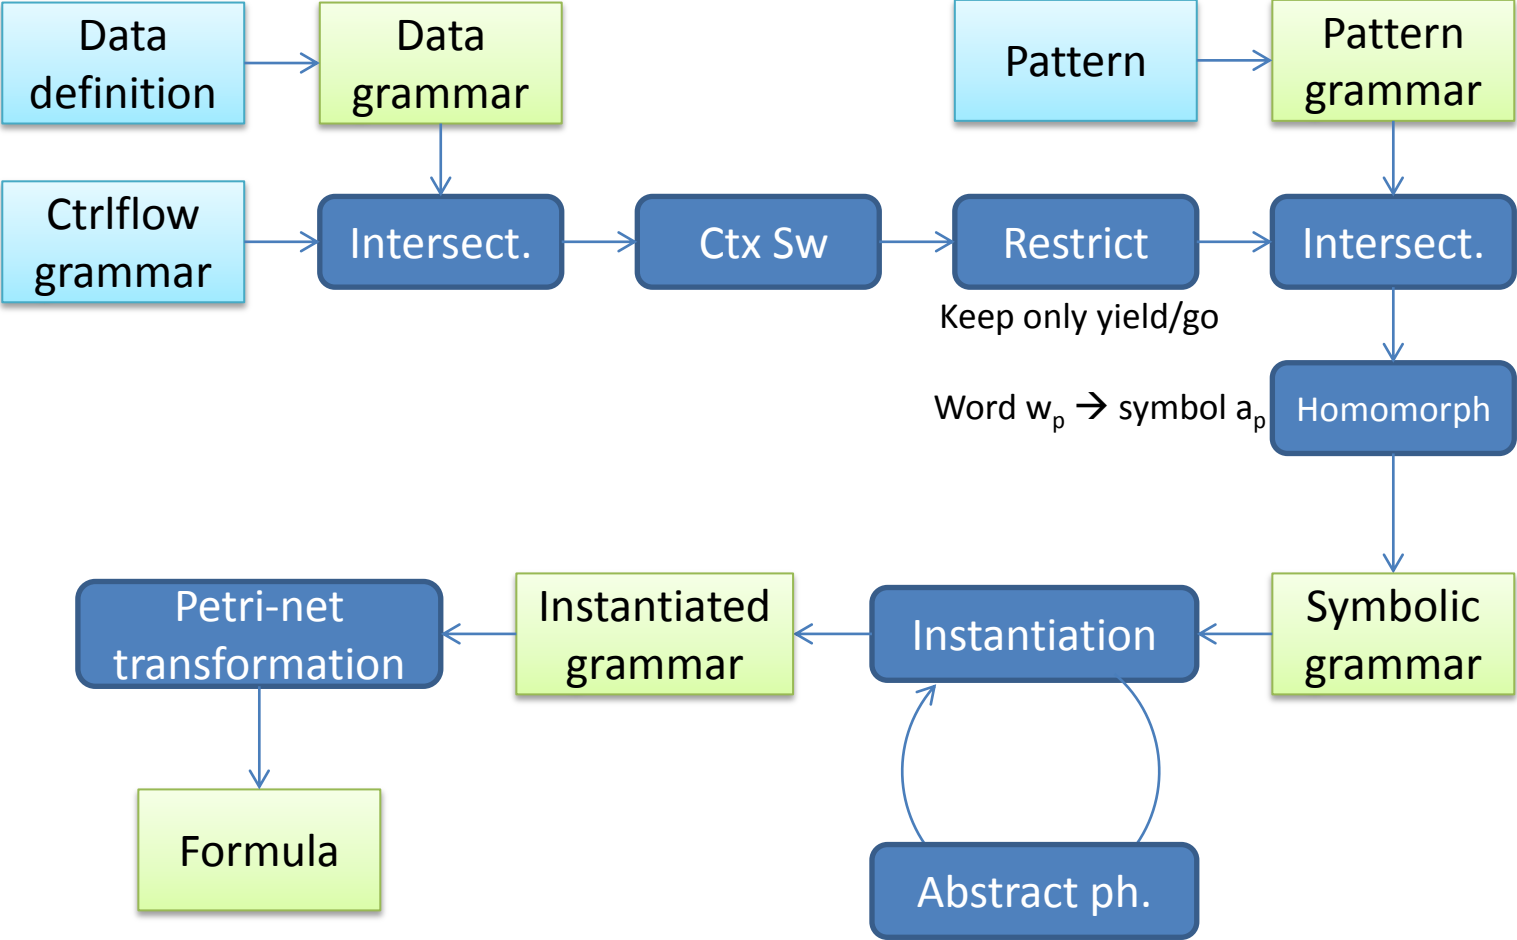 Data
definition
Data
grammar
Pattern
Pattern
grammar
Ctrlflow
grammar
Intersect.
Ctx Sw
Restrict
Intersect.
Keep only yield/go
Word wp → symbol ap
Homomorph
Petri-net
transformation
Instantiated
grammar
Instantiation
Symbolic
grammar
Formula
Abstract ph.